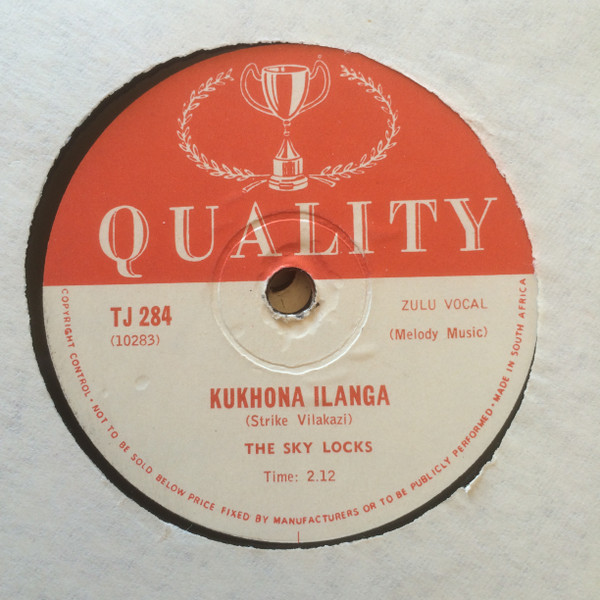 QUALITY
TJ 284
(10283)
ZULU VOCAL
(Melody Music)
KUKHONA ILANGA
(Strike Vilakazi)
THE SKY LOCKS
Time: 2.12
COPYRIGHT CONTROL · NOT TO BE SOLD BELOW PRICE FIXED BY MANUFACTURERS OR TO BE PUBLICLY PERFORMED · MADE IN SOUTH AFRICA